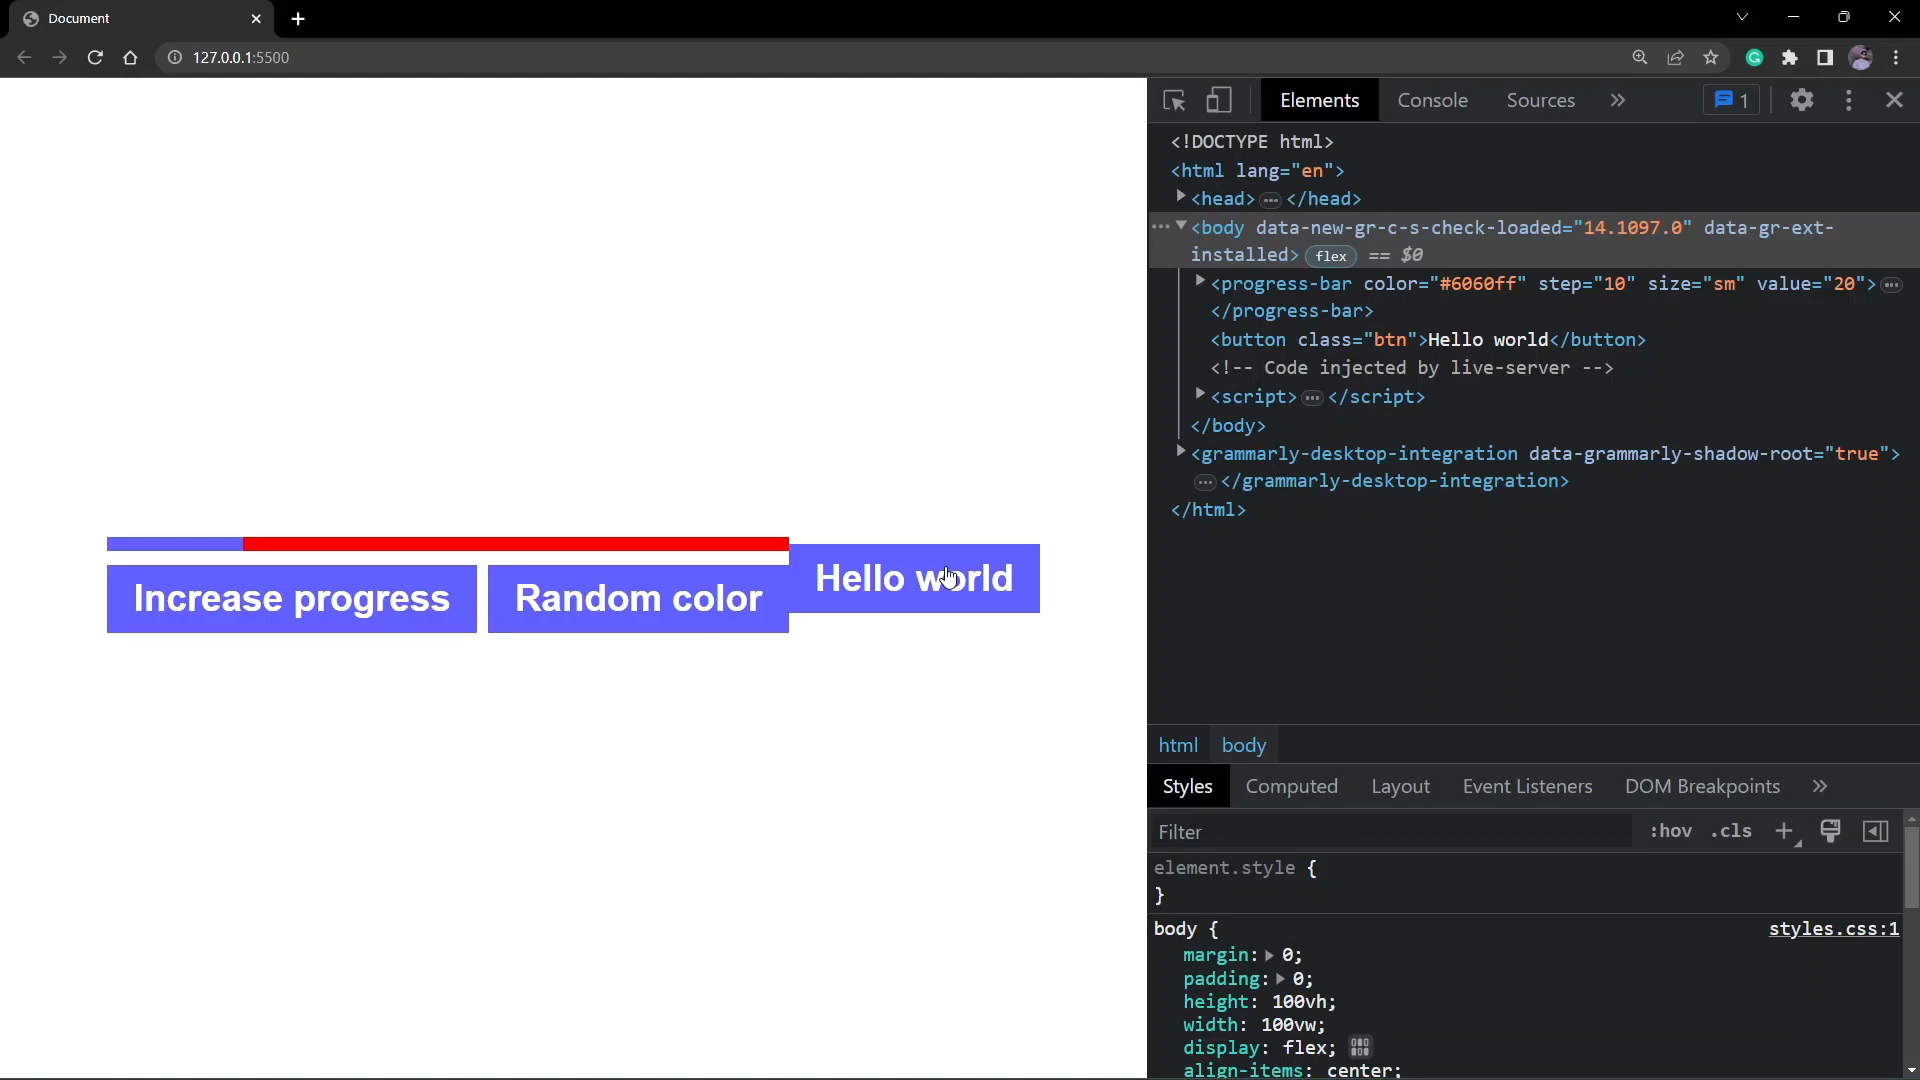 Document
127.0.0.1:5500
Elements Console Sources 1
<!DOCTYPE html>
<html lang="en">
<head>…</head>
<body data-new-gr-c-s-check-loaded="14.1097.0" data-gr-ext-
installed> flex == $0
<progress-bar color="#6060ff" step="10" size="sm" value="20">…
</progress-bar>
<button class="btn">Hello world</button>
<!-- Code injected by live-server -->
<script>…</script>
</body>
<grammarly-desktop-integration data-grammarly-shadow-root="true">
…</grammarly-desktop-integration>
</html>
Increase progress Random color Hello world
html body
Styles Computed Layout Event Listeners DOM Breakpoints
Filter :hov .cls
element.style {
}
body { styles.css:1
margin: 0;
padding: 0;
height: 100vh;
width: 100vw;
display: flex;
align-items: center;